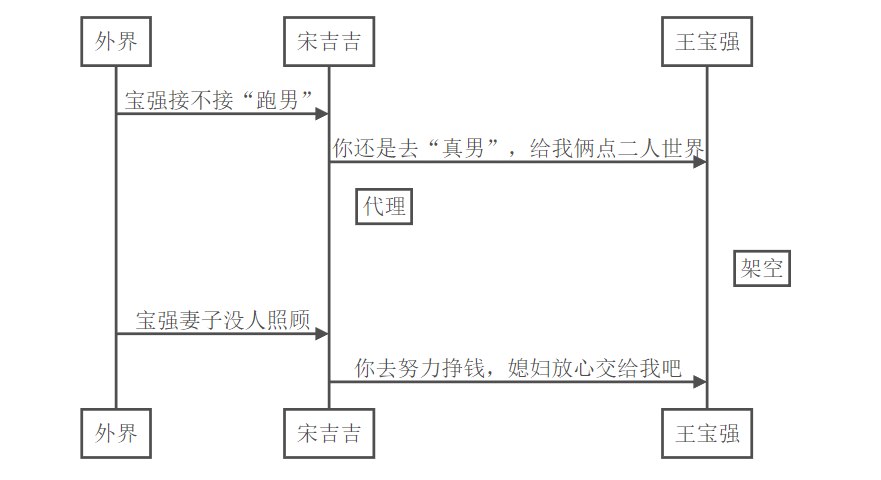 外界
宋吉吉
王宝强
宝强接不接“跑男”
你还是去“真男”，给我俩点二人世界
代理
架空
宝强妻子没人照顾
你去努力挣钱，媳妇放心交给我吧
外界
宋吉吉
王宝强